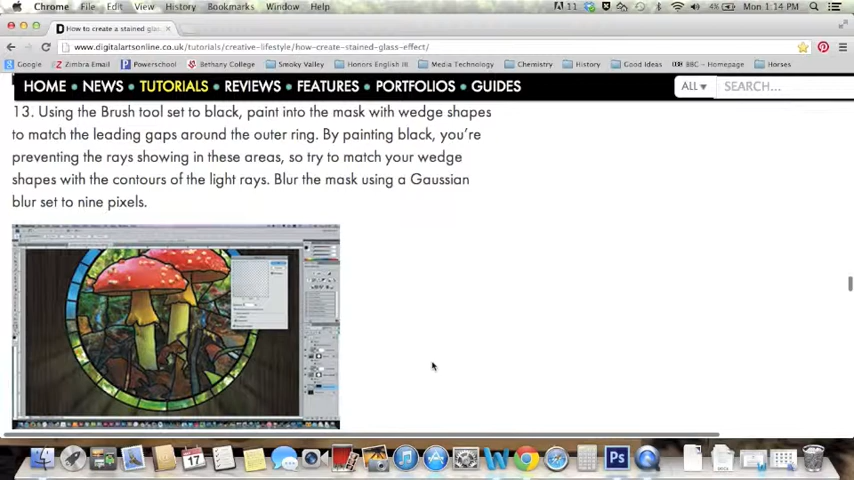 Chrome File Edit View History Bookmarks Window Help 11 Mon 1:14 PM
How to create a stained glas
www.digitalartsonline.co.uk/tutorials/creative-lifestyle/how-create-stained-glass-effect/
Google Zimbra Email Powerschool Bethany College Smoky Valley Honors English III Media Technology Chemistry History Good Ideas BBC - Homepage Horses
HOME • NEWS • TUTORIALS • REVIEWS • FEATURES • PORTFOLIOS • GUIDES ALL SEARCH...
13. Using the Brush tool set to black, paint into the mask with wedge shapes
to match the leading gaps around the outer ring. By painting black, you're
preventing the rays showing in these areas, so try to match your wedge
shapes with the contours of the light rays. Blur the mask using a Gaussian
blur set to nine pixels.
17 Ps